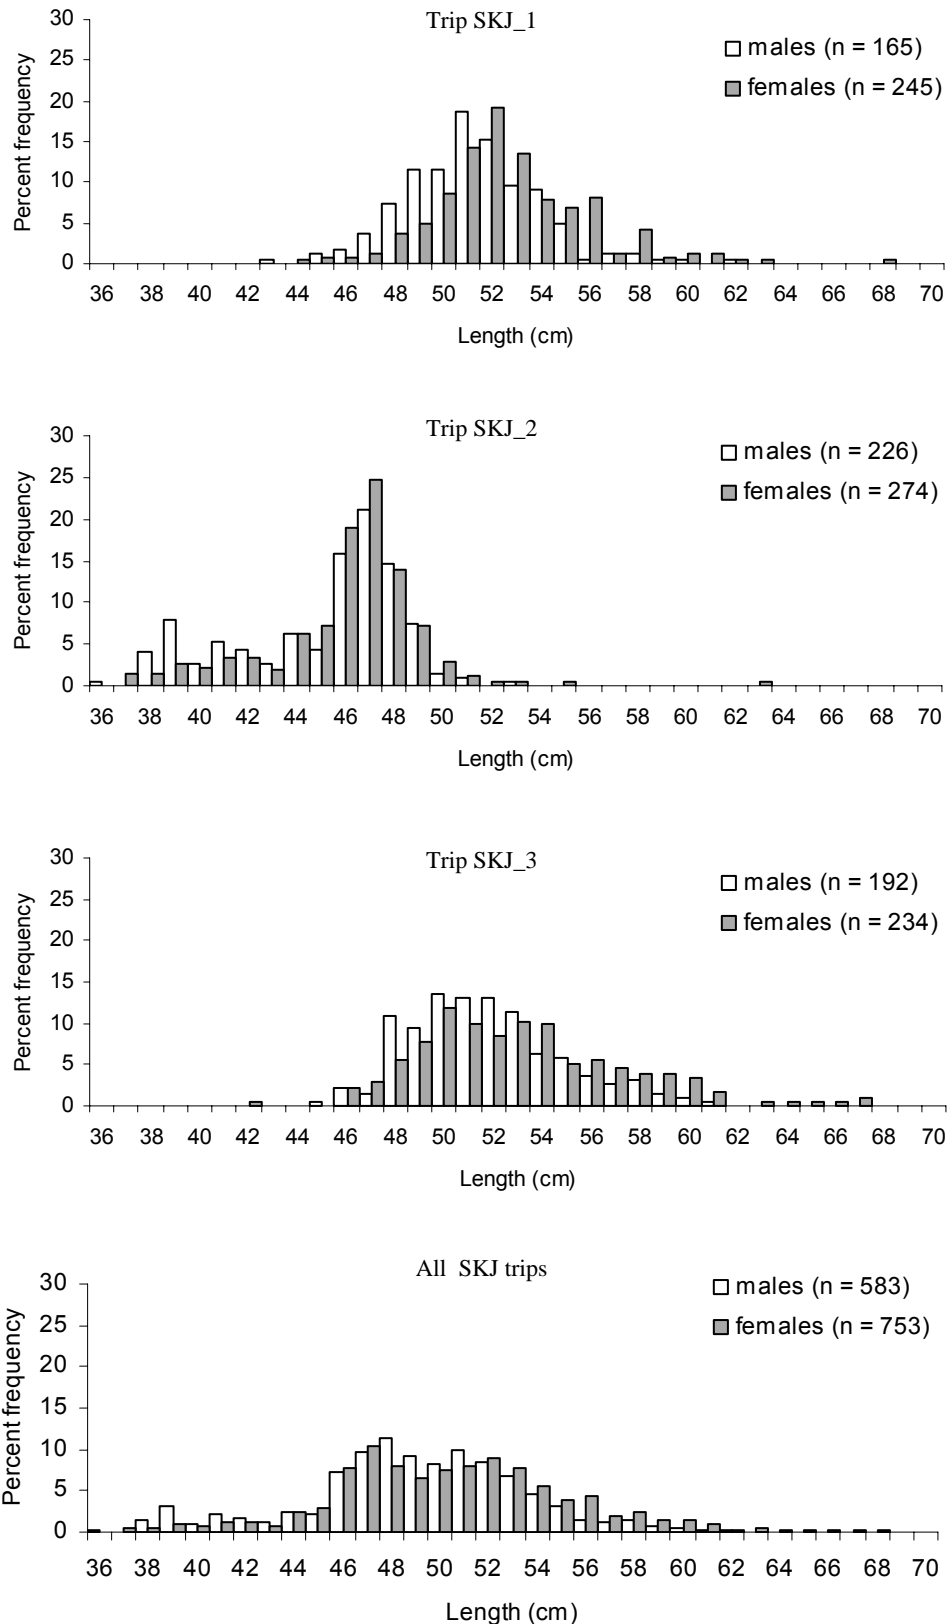 Trip SKJ_1
males (n = 165)
females (n = 245)
Percent frequency
30
25
20
15
10
5
0
36 38 40 42 44 46 48 50 52 54 56 58 60 62 64 66 68 70
Length (cm)
Trip SKJ_2
males (n = 226)
females (n = 274)
Percent frequency
30
25
20
15
10
5
0
36 38 40 42 44 46 48 50 52 54 56 58 60 62 64 66 68 70
Length (cm)
Trip SKJ_3
males (n = 192)
females (n = 234)
Percent frequency
30
25
20
15
10
5
0
36 38 40 42 44 46 48 50 52 54 56 58 60 62 64 66 68 70
Length (cm)
All SKJ trips
males (n = 583)
females (n = 753)
Percent frequency
30
25
20
15
10
5
0
36 38 40 42 44 46 48 50 52 54 56 58 60 62 64 66 68 70
Length (cm)